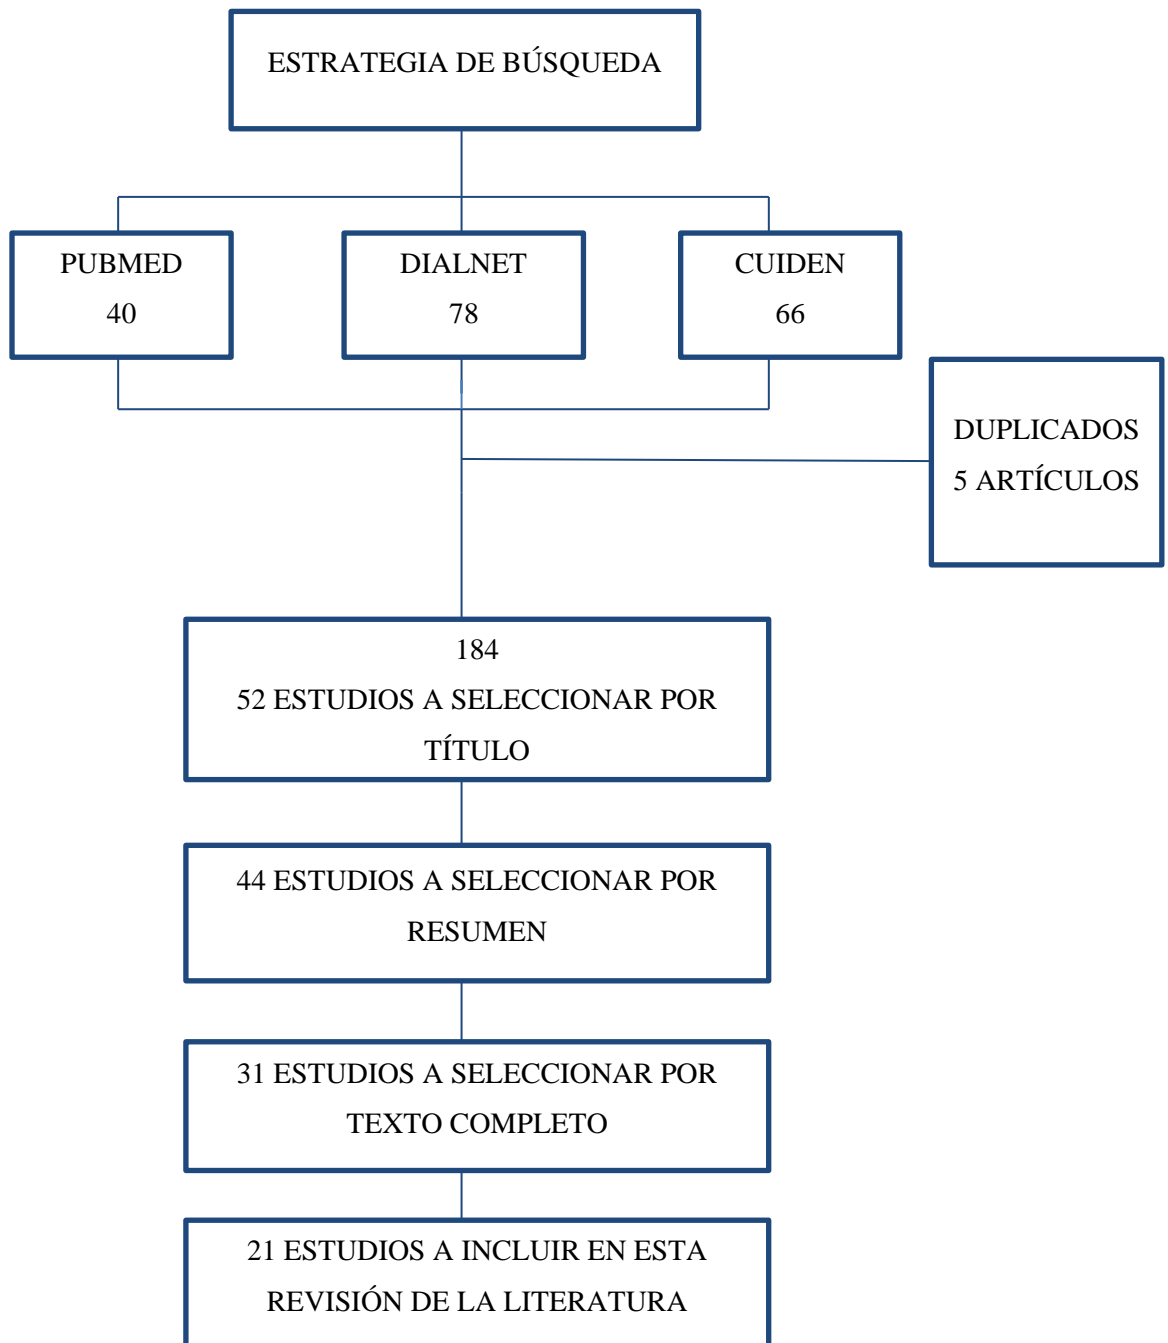 ESTRATEGIA DE BÚSQUEDA
PUBMED
40
DIALNET
78
CUIDEN
66
DUPLICADOS
5 ARTÍCULOS
184
52 ESTUDIOS A SELECCIONAR POR
TÍTULO
44 ESTUDIOS A SELECCIONAR POR
RESUMEN
31 ESTUDIOS A SELECCIONAR POR
TEXTO COMPLETO
21 ESTUDIOS A INCLUIR EN ESTA
REVISIÓN DE LA LITERATURA